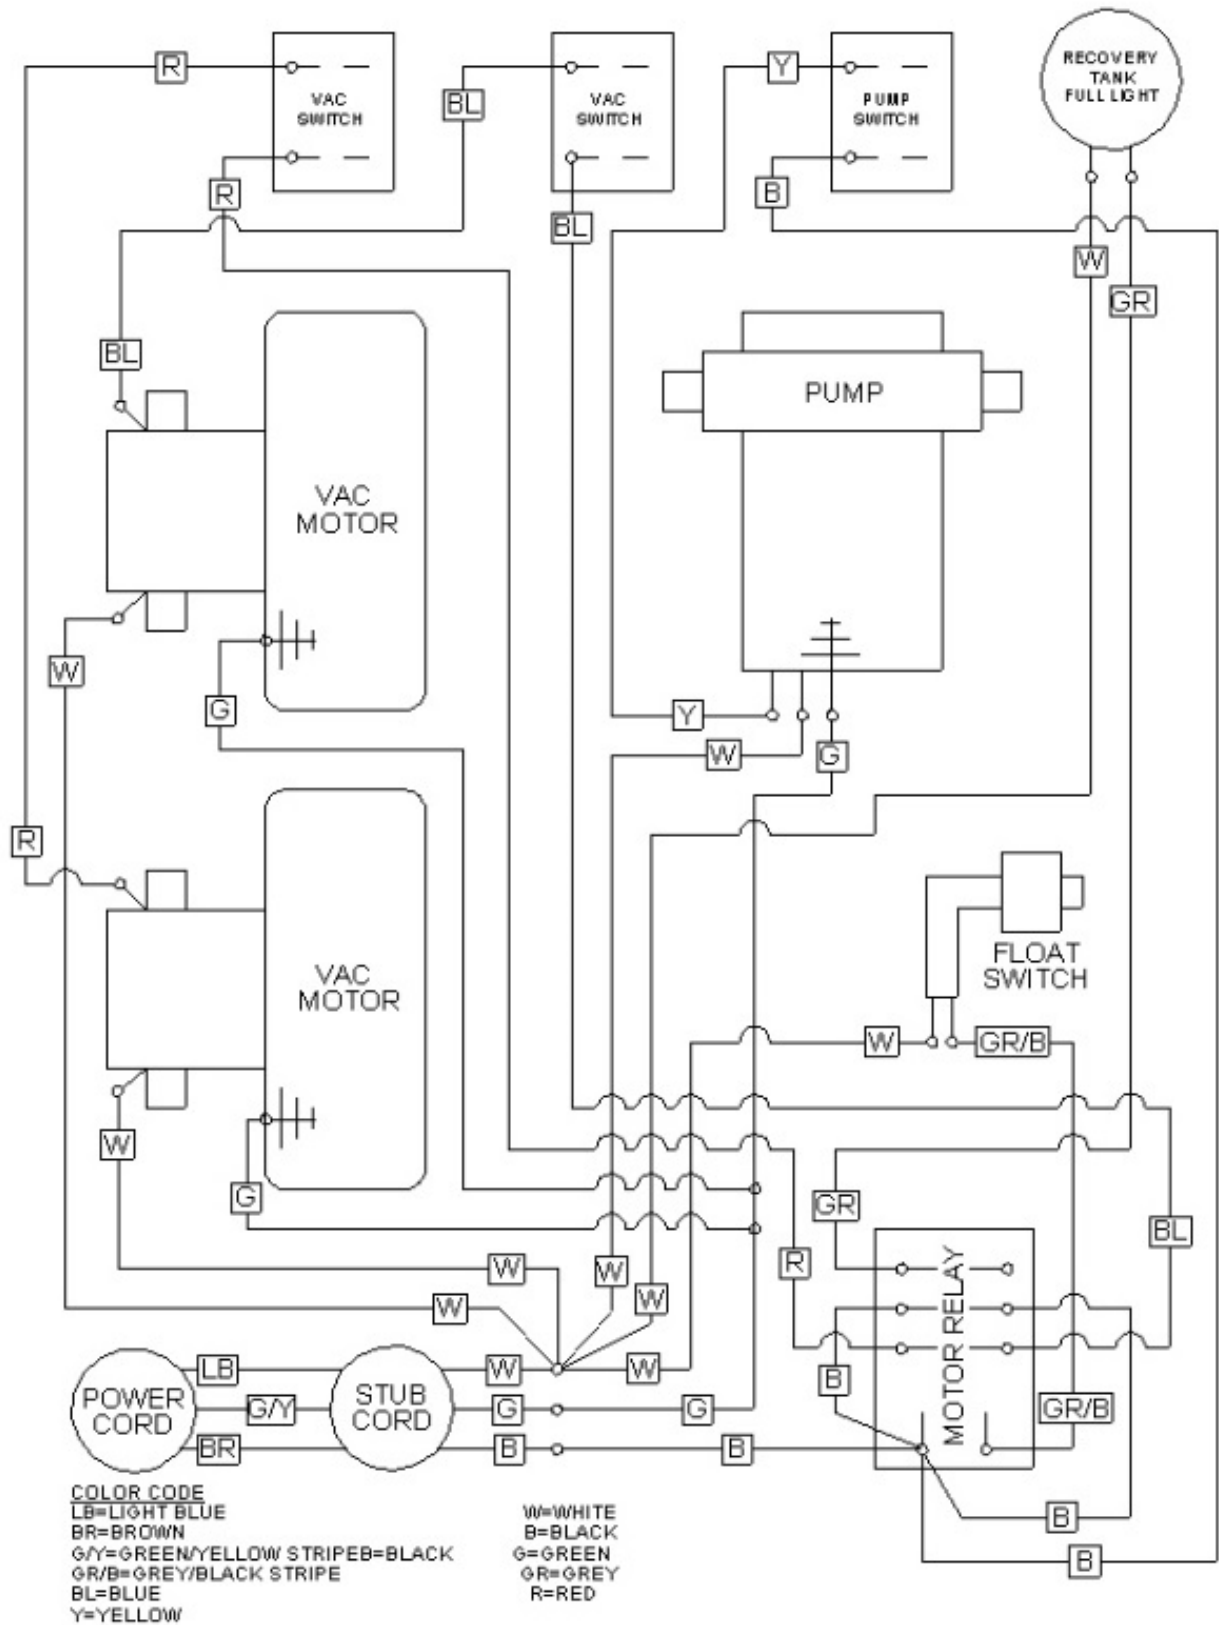 R
VAC
SWITCH
R
BL
VAC
SWITCH
BL
Y
PUMP
SWITCH
B
RECOVERY
TANK
FULL LIGHT
W
GR
BL
VAC
MOTOR
PUMP
W
G
Y
W
G
R
VAC
MOTOR
FLOAT
SWITCH
W
GR/B
W
G
GR
BL
R
MOTOR RELAY
W
W
W
W
B
GR/B
POWER
CORD
LB
G/Y
BR
STUB
CORD
W
W
G
G
B
B
B
B
COLOR CODE
LB=LIGHT BLUE
BR=BROWN
G/Y=GREEN/YELLOW STRIPEB=BLACK
GR/B=GREY/BLACK STRIPE
BL=BLUE
Y=YELLOW
W=WHITE
B=BLACK
G=GREEN
GR=GREY
R=RED